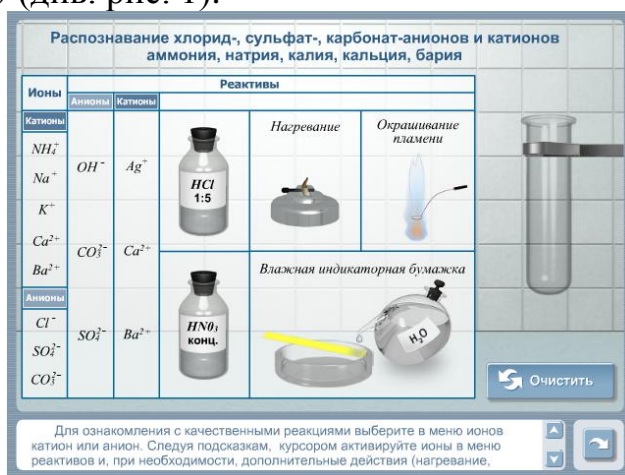 (див. рис. 1).
Распознавание хлорид-, сульфат-, карбонат-анионов и катионов
аммония, натрия, калия, кальция, бария
Ионы
Реактивы
Анионы Катионы
Катионы
NH₄⁺
Na⁺
K⁺
Ca²⁺
Ba²⁺
Анионы
Cl⁻
SO₄²⁻
CO₃²⁻
OH⁻ Ag⁺
CO₃²⁻ Ca²⁺
SO₄²⁻ Ba²⁺
HCl
1:5
Нагревание
Окрашивание
пламени
HNO₃
конц.
Влажная индикаторная бумажка
H₂O
Очистить
Для ознакомления с качественными реакциями выберите в меню ионов
катион или анион. Следуя подсказкам, курсором активируйте ионы в меню
реактивов и, при необходимости, дополнительные действия (нагревание,